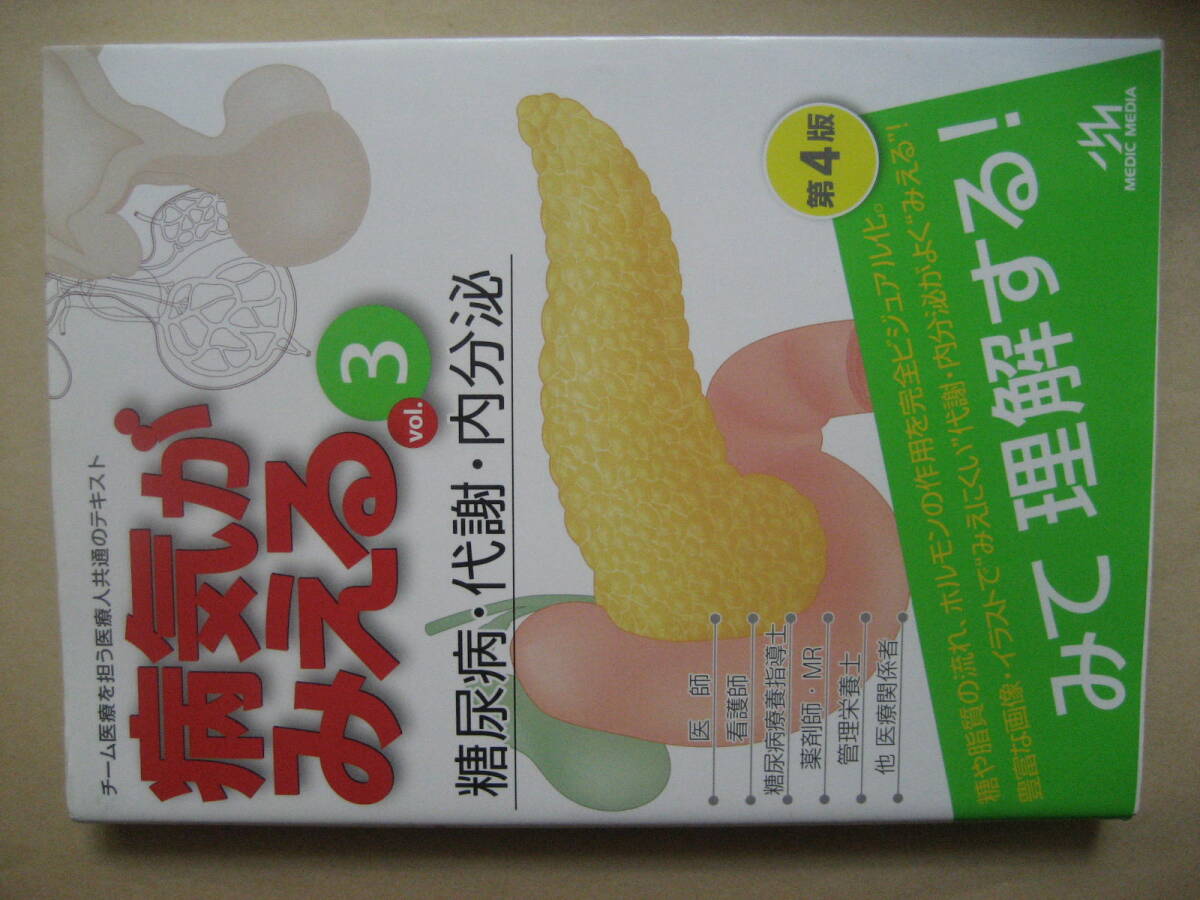 チーム医療を担う医療人共通のテキスト
病気が
みえる
vol.
3
糖尿病・代謝・内分泌
第4版
医 師
看護師
糖尿病療養指導士
薬剤師・MR
管理栄養士
他 医療関係者
糖や脂質の流れ、ホルモンの作用を完全ビジュアル化。
豊富な画像・イラストで“みえにくい”代謝・内分泌がよく“みえる”!
みて 理解する!
MEDIC MEDIA